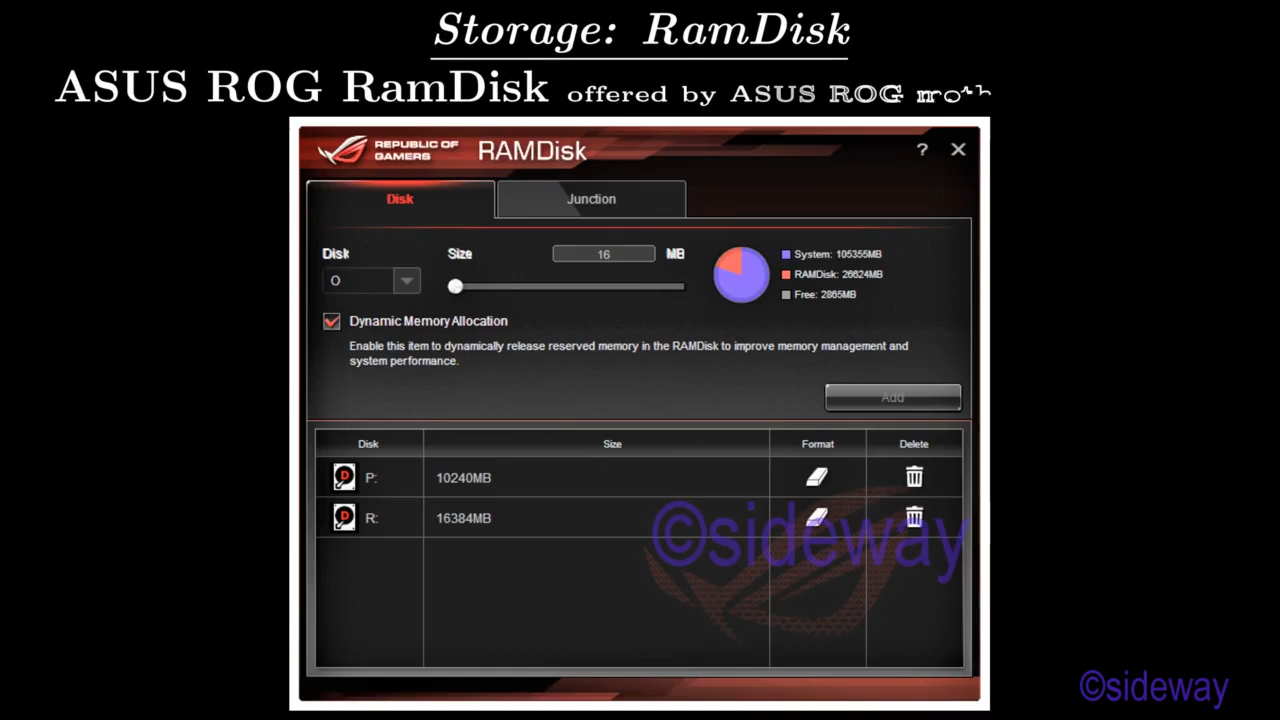 Storage: RamDisk
ASUS ROG RamDisk offered by ASUS ROG
REPUBLIC OF GAMERS RAMDisk ? ✕
Disk Junction
Disk Size 16 MB
O
System: 105355MB
RAMDisk: 26624MB
Free: 2865MB
Dynamic Memory Allocation
Enable this item to dynamically release reserved memory in the RAMDisk to improve memory management and
system performance.
Add
Disk Size Format Delete
P: 10240MB
R: 16384MB
©sideway
©sideway